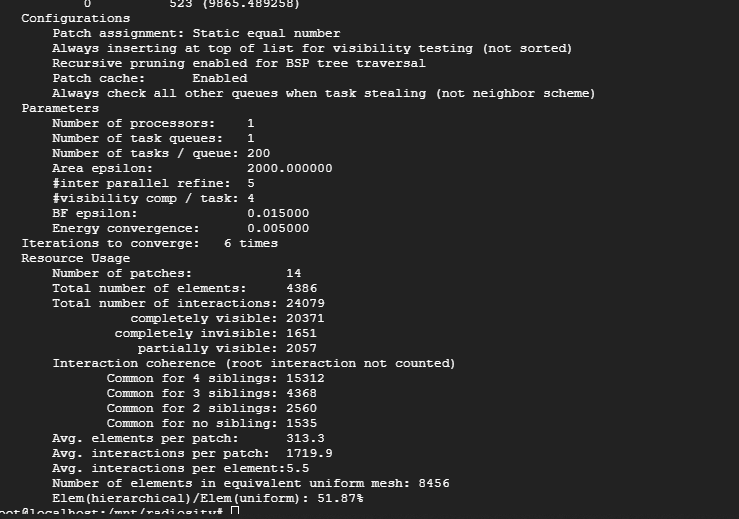 0 523 (9865.489258)
Configurations
Patch assignment: Static equal number
Always inserting at top of list for visibility testing (not sorted)
Recursive pruning enabled for BSP tree traversal
Patch cache: Enabled
Always check all other queues when task stealing (not neighbor scheme)
Parameters
Number of processors: 1
Number of task queues: 1
Number of tasks / queue: 200
Area epsilon: 2000.000000
#inter parallel refine: 5
#visibility comp / task: 4
BF epsilon: 0.015000
Energy convergence: 0.005000
Iterations to converge: 6 times
Resource Usage
Number of patches: 14
Total number of elements: 4386
Total number of interactions: 24079
completely visible: 20371
completely invisible: 1651
partially visible: 2057
Interaction coherence (root interaction not counted)
Common for 4 siblings: 15312
Common for 3 siblings: 4368
Common for 2 siblings: 2560
Common for no sibling: 1535
Avg. elements per patch: 313.3
Avg. interactions per patch: 1719.9
Avg. interactions per element:5.5
Number of elements in equivalent uniform mesh: 8456
Elem(hierarchical)/Elem(uniform): 51.87%
oot@localhost:/mnt/radiosity#